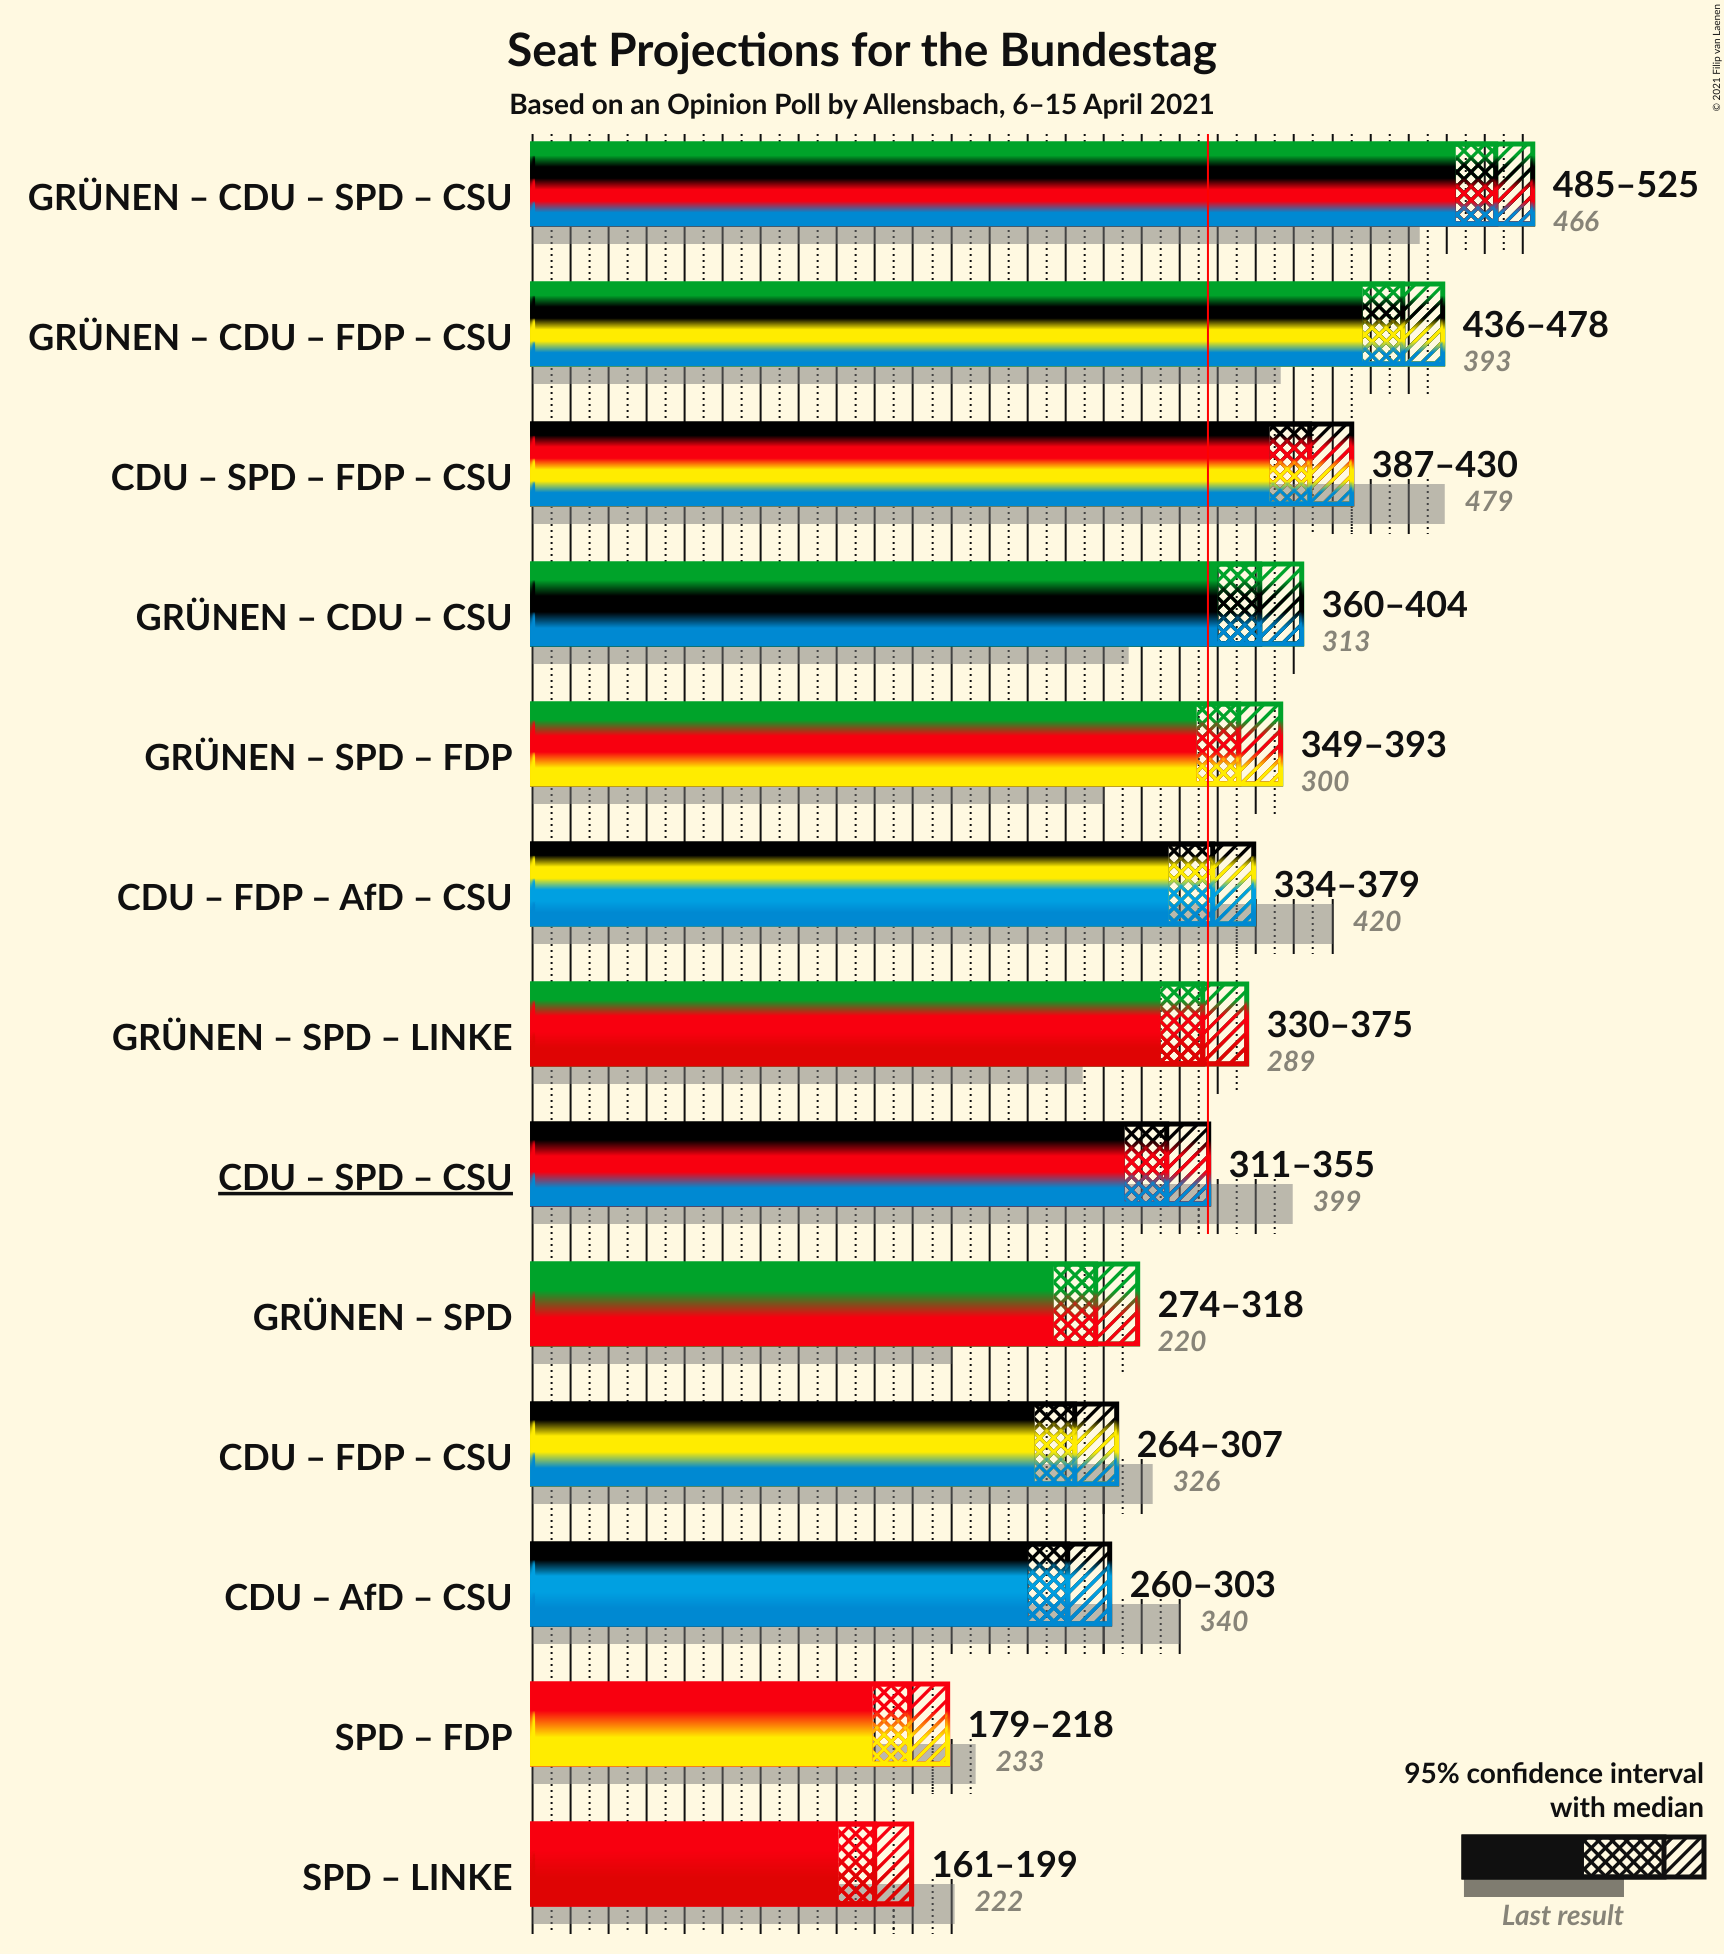 Seat Projections for the Bundestag
Based on an Opinion Poll by Allensbach, 6–15 April 2021
© 2021 Filip van Laenen
GRÜNEN – CDU – SPD – CSU
485–525
466
GRÜNEN – CDU – FDP – CSU
436–478
393
CDU – SPD – FDP – CSU
387–430
479
GRÜNEN – CDU – CSU
360–404
313
GRÜNEN – SPD – FDP
349–393
300
CDU – FDP – AfD – CSU
334–379
420
GRÜNEN – SPD – LINKE
330–375
289
CDU – SPD – CSU
311–355
399
GRÜNEN – SPD
274–318
220
CDU – FDP – CSU
264–307
326
CDU – AfD – CSU
260–303
340
SPD – FDP
179–218
233
SPD – LINKE
161–199
222
95% confidence interval
with median
Last result